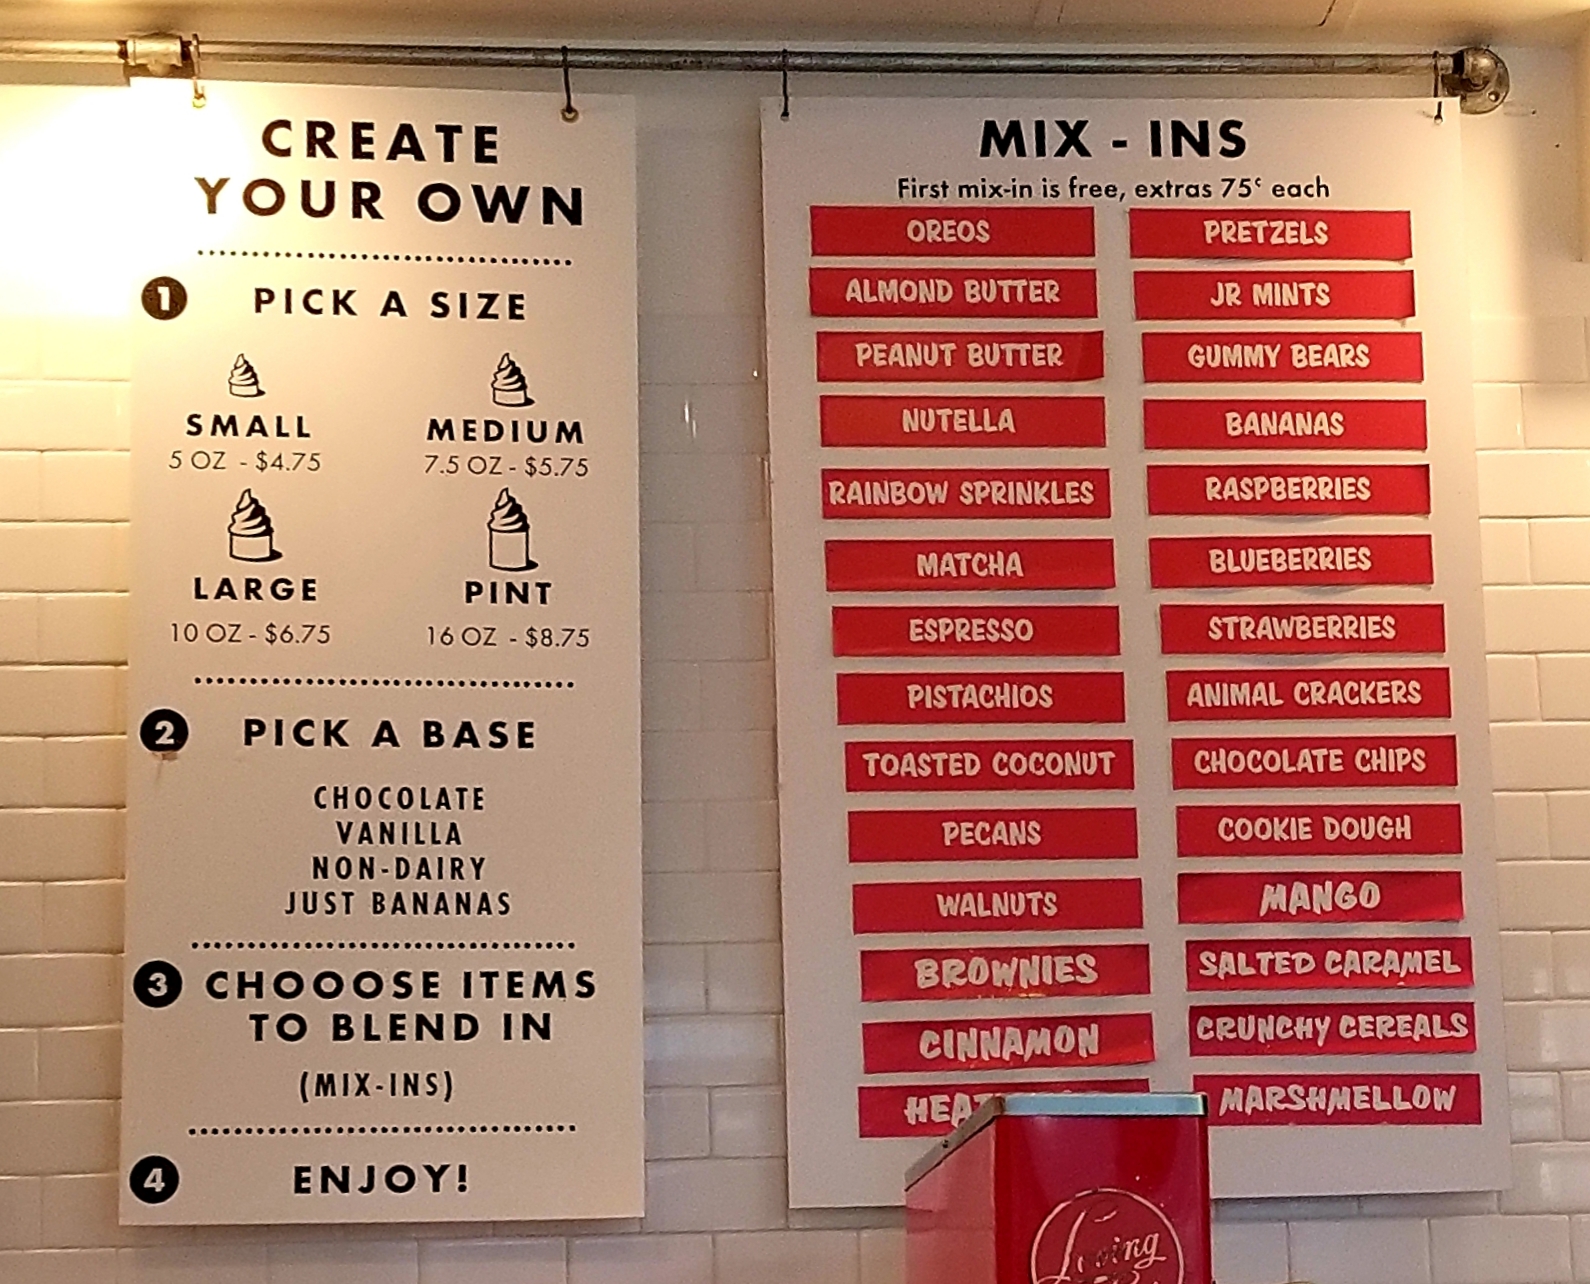 CREATE
YOUR OWN
1 PICK A SIZE
SMALL
5 OZ - $4.75
MEDIUM
7.5 OZ - $5.75
LARGE
10 OZ - $6.75
PINT
16 OZ - $8.75
2 PICK A BASE
CHOCOLATE
VANILLA
NON-DAIRY
JUST BANANAS
3 CHOOOSE ITEMS
TO BLEND IN
(MIX-INS)
4 ENJOY!
MIX - INS
First mix-in is free, extras 75¢ each
OREOS
ALMOND BUTTER
PEANUT BUTTER
NUTELLA
RAINBOW SPRINKLES
MATCHA
ESPRESSO
PISTACHIOS
TOASTED COCONUT
PECANS
WALNUTS
BROWNIES
CINNAMON
PRETZELS
JR MINTS
GUMMY BEARS
BANANAS
RASPBERRIES
BLUEBERRIES
STRAWBERRIES
ANIMAL CRACKERS
CHOCOLATE CHIPS
COOKIE DOUGH
MANGO
SALTED CARAMEL
CRUNCHY CEREALS
MARSHMELLOW